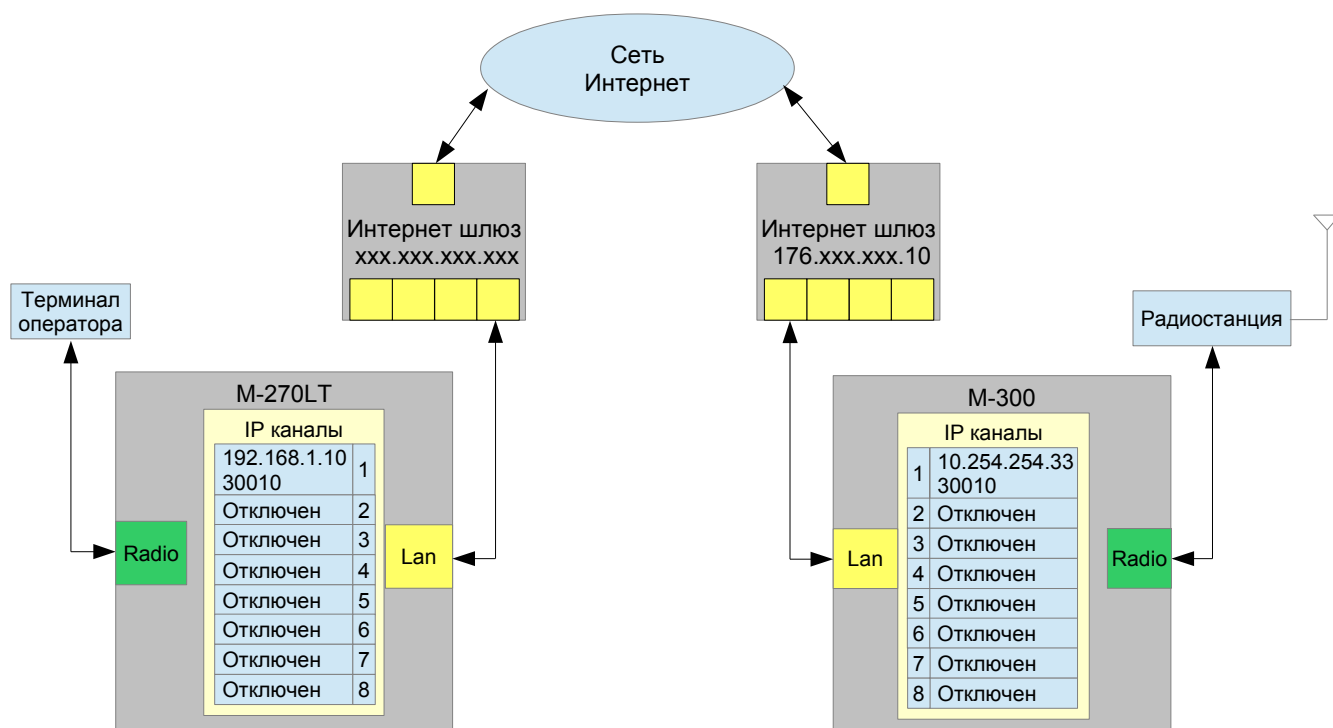 Сеть
Интернет
Интернет шлюз
xxx.xxx.xxx.xxx
Интернет шлюз
176.xxx.xxx.10
Терминал
оператора
Радиостанция
M-270LT
IP каналы
192.168.1.10
30010
1
Отключен 2
Отключен 3
Отключен 4
Отключен 5
Отключен 6
Отключен 7
Отключен 8
Radio
Lan
M-300
IP каналы
1
10.254.254.33
30010
2 Отключен
3 Отключен
4 Отключен
5 Отключен
6 Отключен
7 Отключен
8 Отключен
Lan
Radio